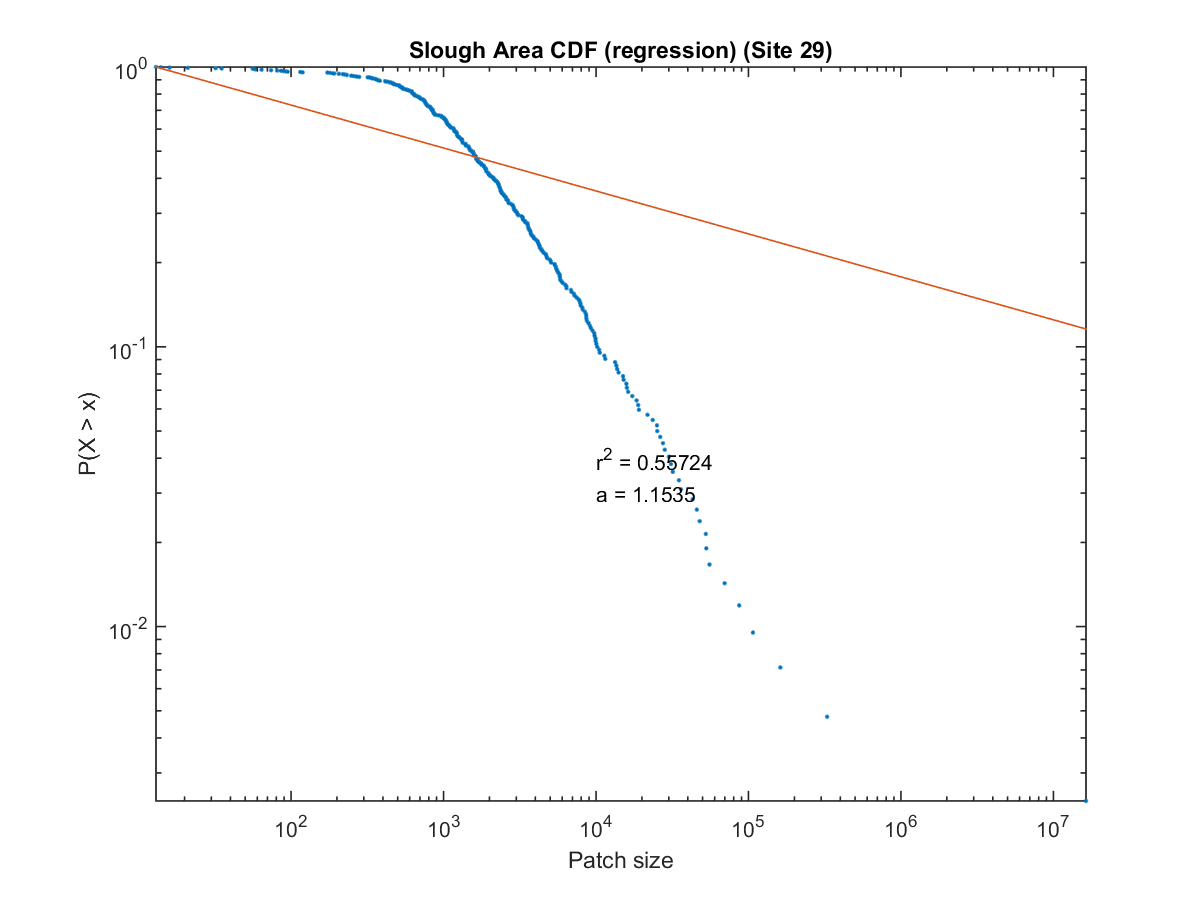 Slough Area CDF (regression) (Site 29)
10^0
10^-1
10^-2
P(X > x)
r^2 = 0.55724
a = 1.1535
10^2 10^3 10^4 10^5 10^6 10^7
Patch size